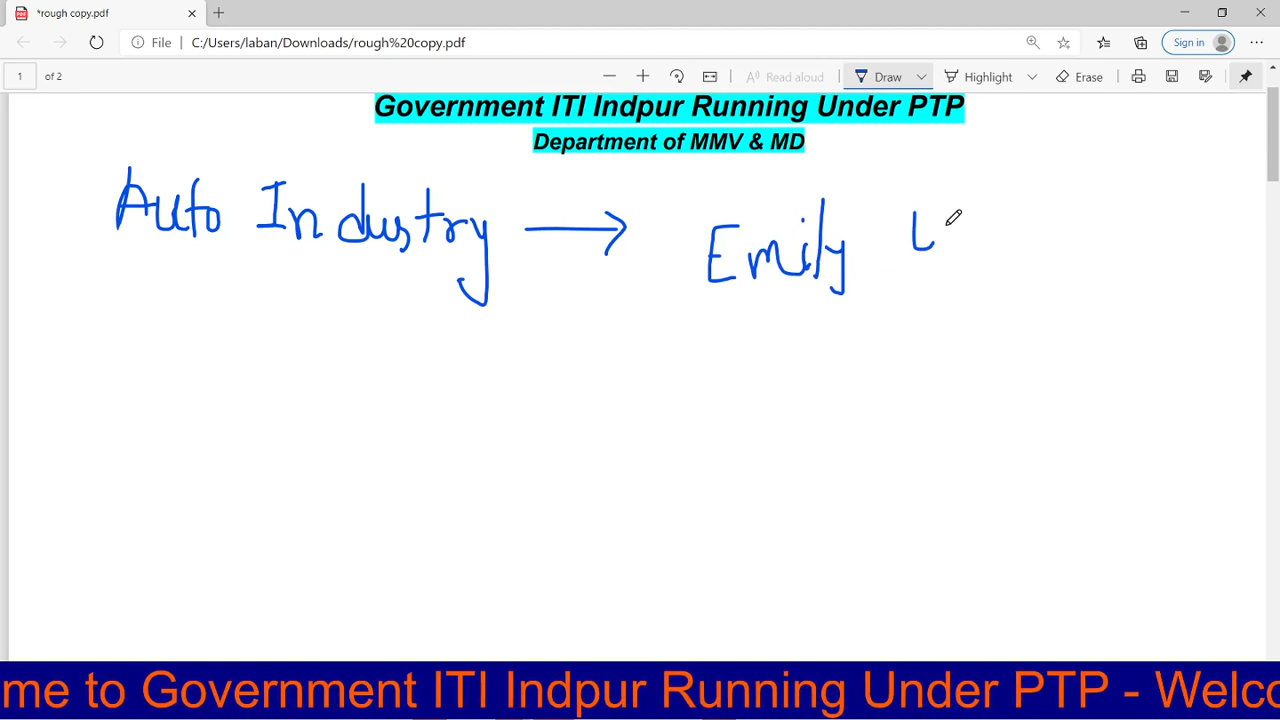 *rough copy.pdf
File C:/Users/laban/Downloads/rough%20copy.pdf Sign in
1 of 2 Read aloud Draw Highlight Erase
Government ITI Indpur Running Under PTP
Department of MMV & MD
Auto Industry → Emily L
me to Government ITI Indpur Running Under PTP - Welco